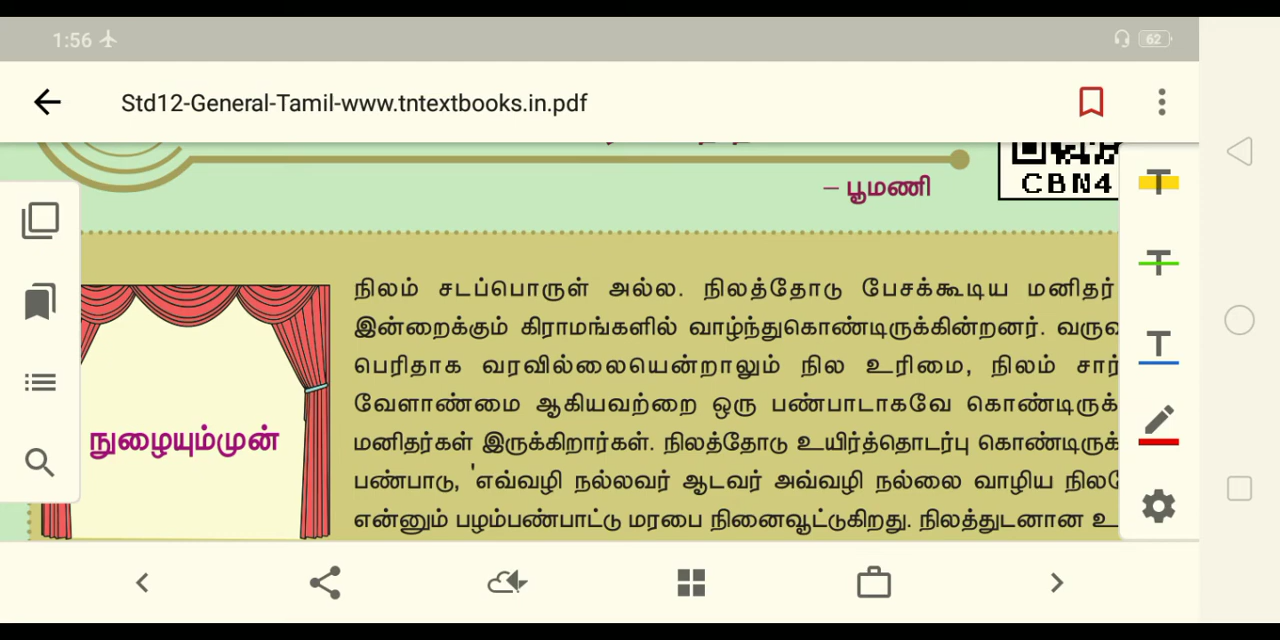 1:56
62
Std12-General-Tamil-www.tntextbooks.in.pdf
CBN4
– பூமணி
நிலம் சடப்பொருள் அல்ல. நிலத்தோடு பேசக்கூடிய மனிதர்
இன்றைக்கும் கிராமங்களில் வாழ்ந்துகொண்டிருக்கின்றனர்.
பெரிதாக வரவில்லையென்றாலும் நில உரிமை, நிலம்
வேளாண்மை ஆகியவற்றை ஒரு பண்பாடாகவே
நுழையும்முன்
மனிதர்கள் இருக்கிறார்கள். நிலத்தோடு உயிர்த்தொடர்பு
பண்பாடு, 'எவ்வழி நல்லவர் ஆடவர் அவ்வழி நல்லை வாழிய
என்னும் பழம்பண்பாட்டு மரபை நினைவூட்டுகிறது. நிலத்துடனான